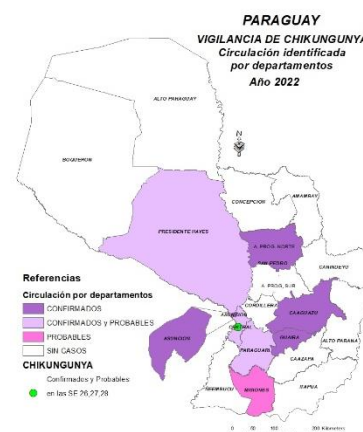 PARAGUAY
VIGILANCIA DE CHIKUNGUNYA
Circulación identificada
por departamentos
Año 2022
N
ALTO PARAGUAY
BOQUERON
CONCEPCION
AMAMBAY
PRESIDENTE HAYES
A. PROG. NORTE
SAN PEDRO
CANINDEYU
A. PROG. SUR
CORDILLERA
ASUNCION
CENTRAL
CAAGUAZU
ALTO PARANA
GUAIRA
PARAGUARI
CAAZAPA
ÑEEMBUCU
MISIONES
ITAPUA
ASUNCION
Referencias
Circulación por departamentos
CONFIRMADOS
CONFIRMADOS y PROBABLES
PROBABLES
SIN CASOS
CHIKUNGUNYA
Confirmados y Probables
en las SE 26,27,28
0 50 100 200 Kilometers